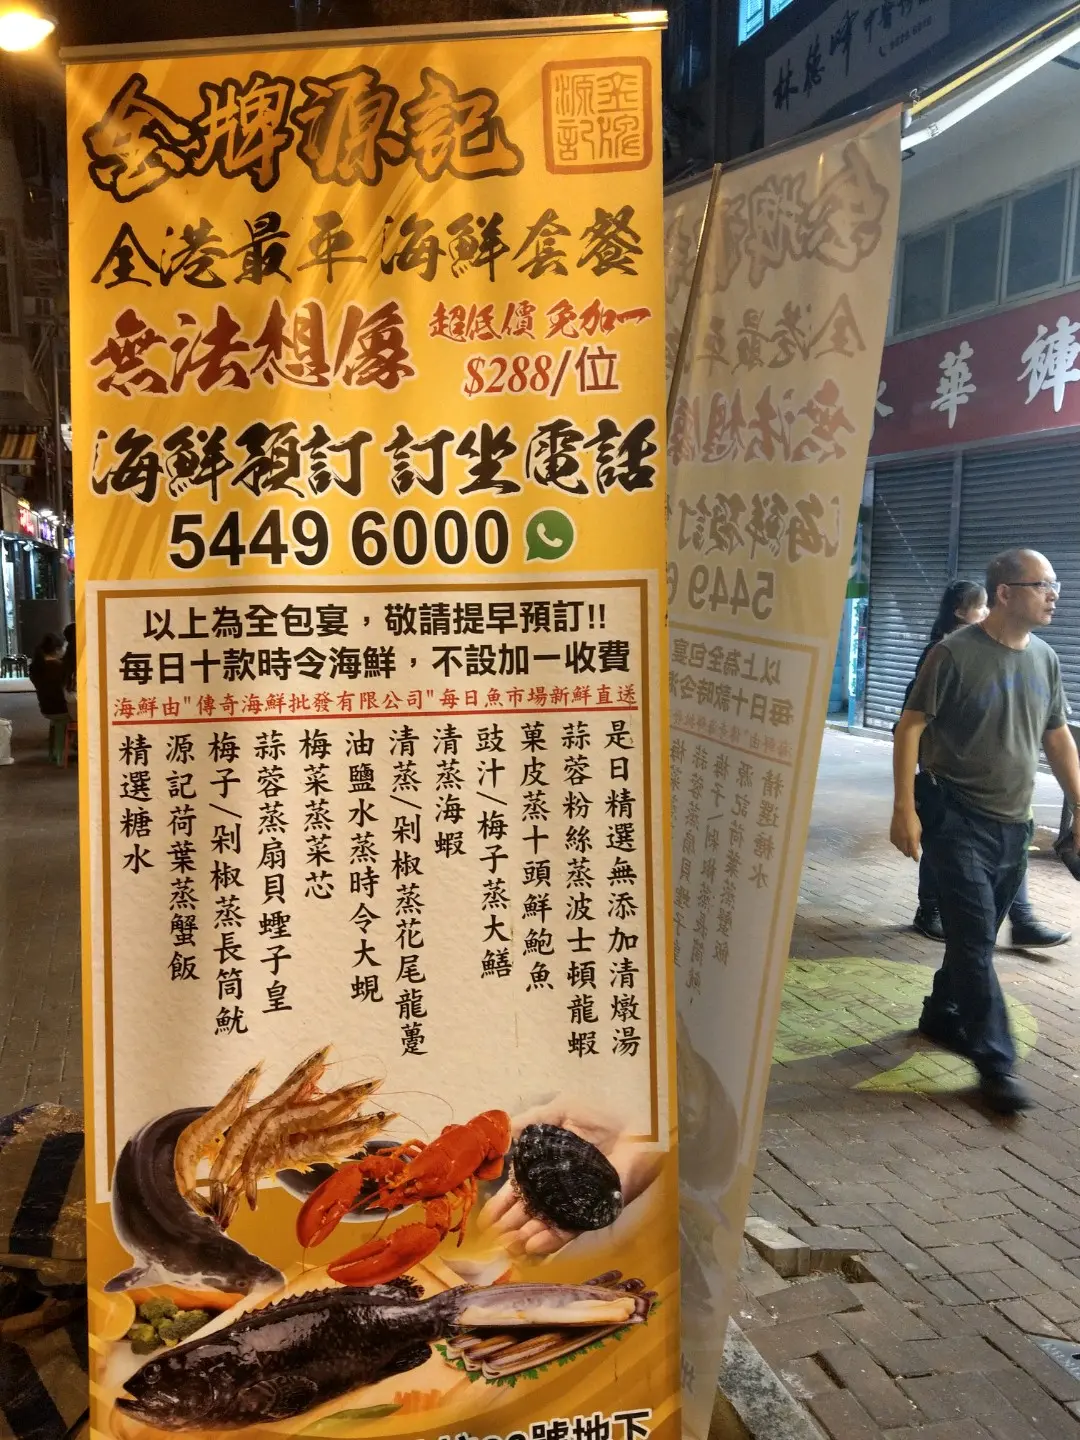 金牌源記
金牌
源記
全港最平海鮮套餐
無法想像
超低價 免加一
$288/位
海鮮預訂 訂坐電話
5449 6000
以上為全包宴，敬請提早預訂!!
每日十款時令海鮮，不設加一收費
海鮮由"傳奇海鮮批發有限公司"每日魚市場新鮮直送
是日精選無添加清燉湯
蒜蓉粉絲蒸波士頓龍蝦
菓皮蒸十頭鮮鮑魚
豉汁/梅子蒸大鱔
清蒸海蝦
清蒸/剁椒蒸花尾龍躉
油鹽水蒸時令大蜆
梅菜蒸菜芯
蒜蓉蒸扇貝蟶子皇
梅子/剁椒蒸長筒魷
源記荷葉蒸蟹飯
精選糖水
號地下
華褲